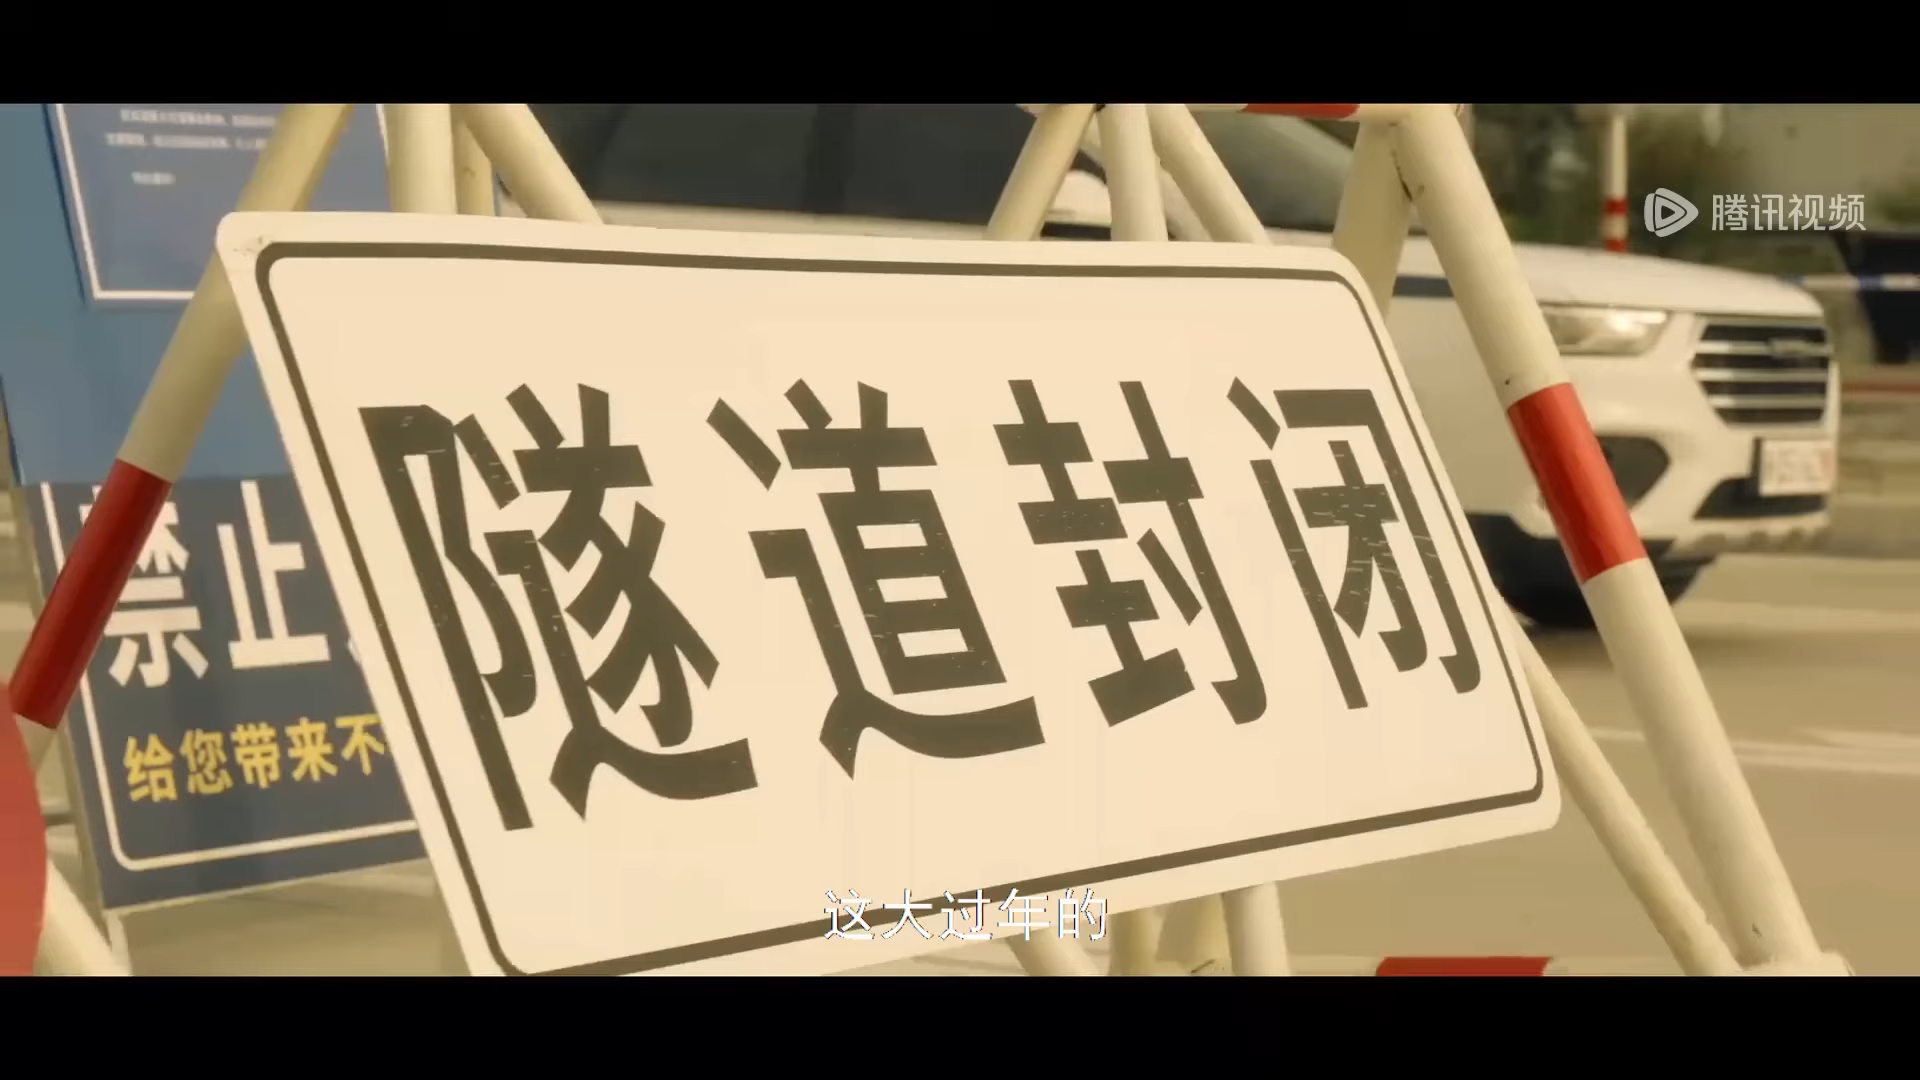 腾讯视频
隧道封闭
禁止
给您带来不
这大过年的